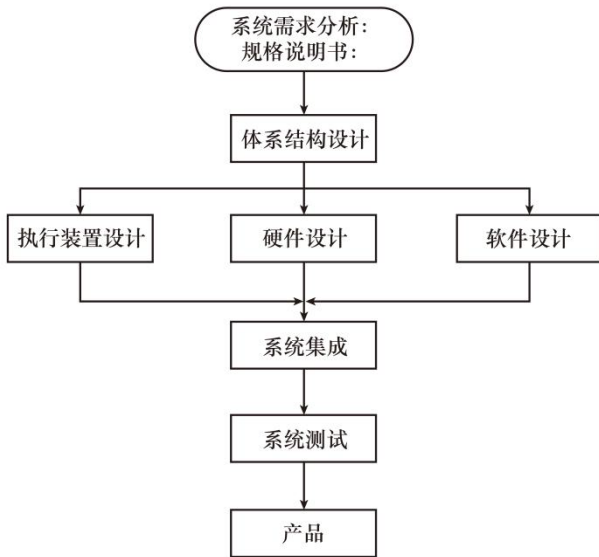 系统需求分析:
规格说明书:
体系结构设计
执行装置设计
硬件设计
软件设计
系统集成
系统测试
产品